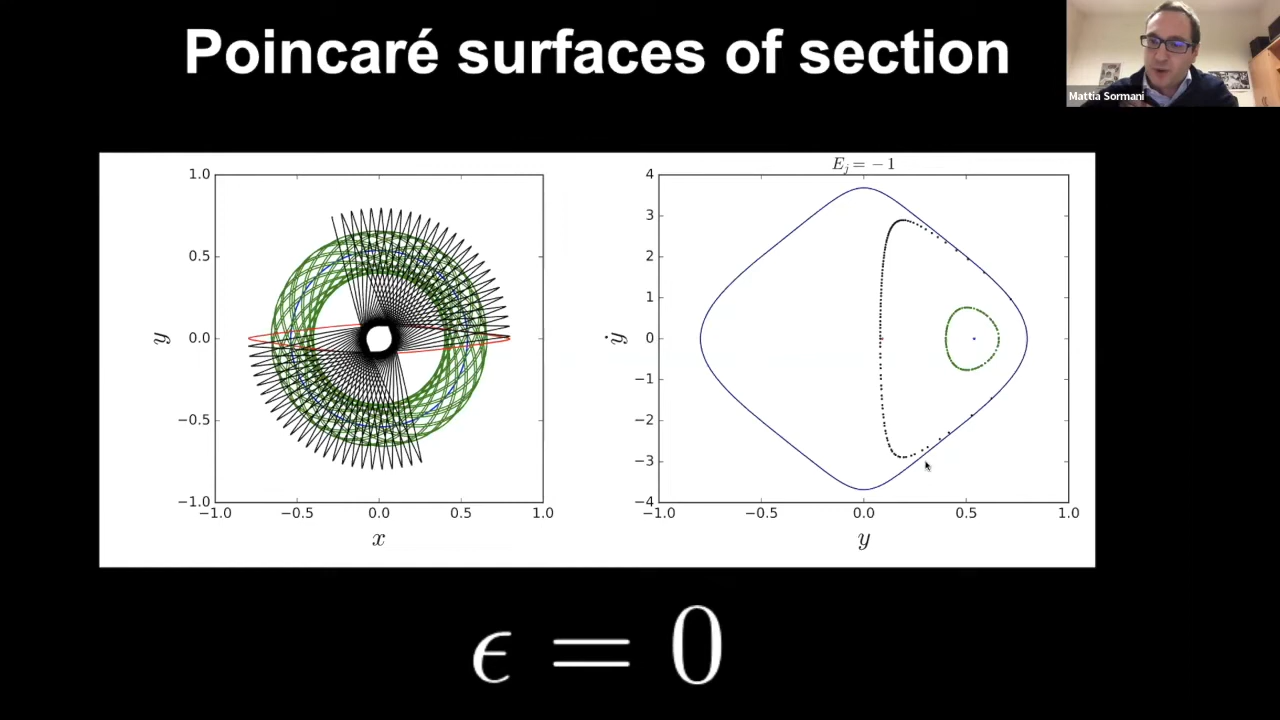 Poincaré surfaces of section
Mattia Sormani
E_j = −1
1.0
0.5
0.0
−0.5
−1.0
y
−1.0 −0.5 0.0 0.5 1.0
x
4
3
2
1
0
−1
−2
−3
−4
ẏ
−1.0 −0.5 0.0 0.5 1.0
y
ϵ = 0